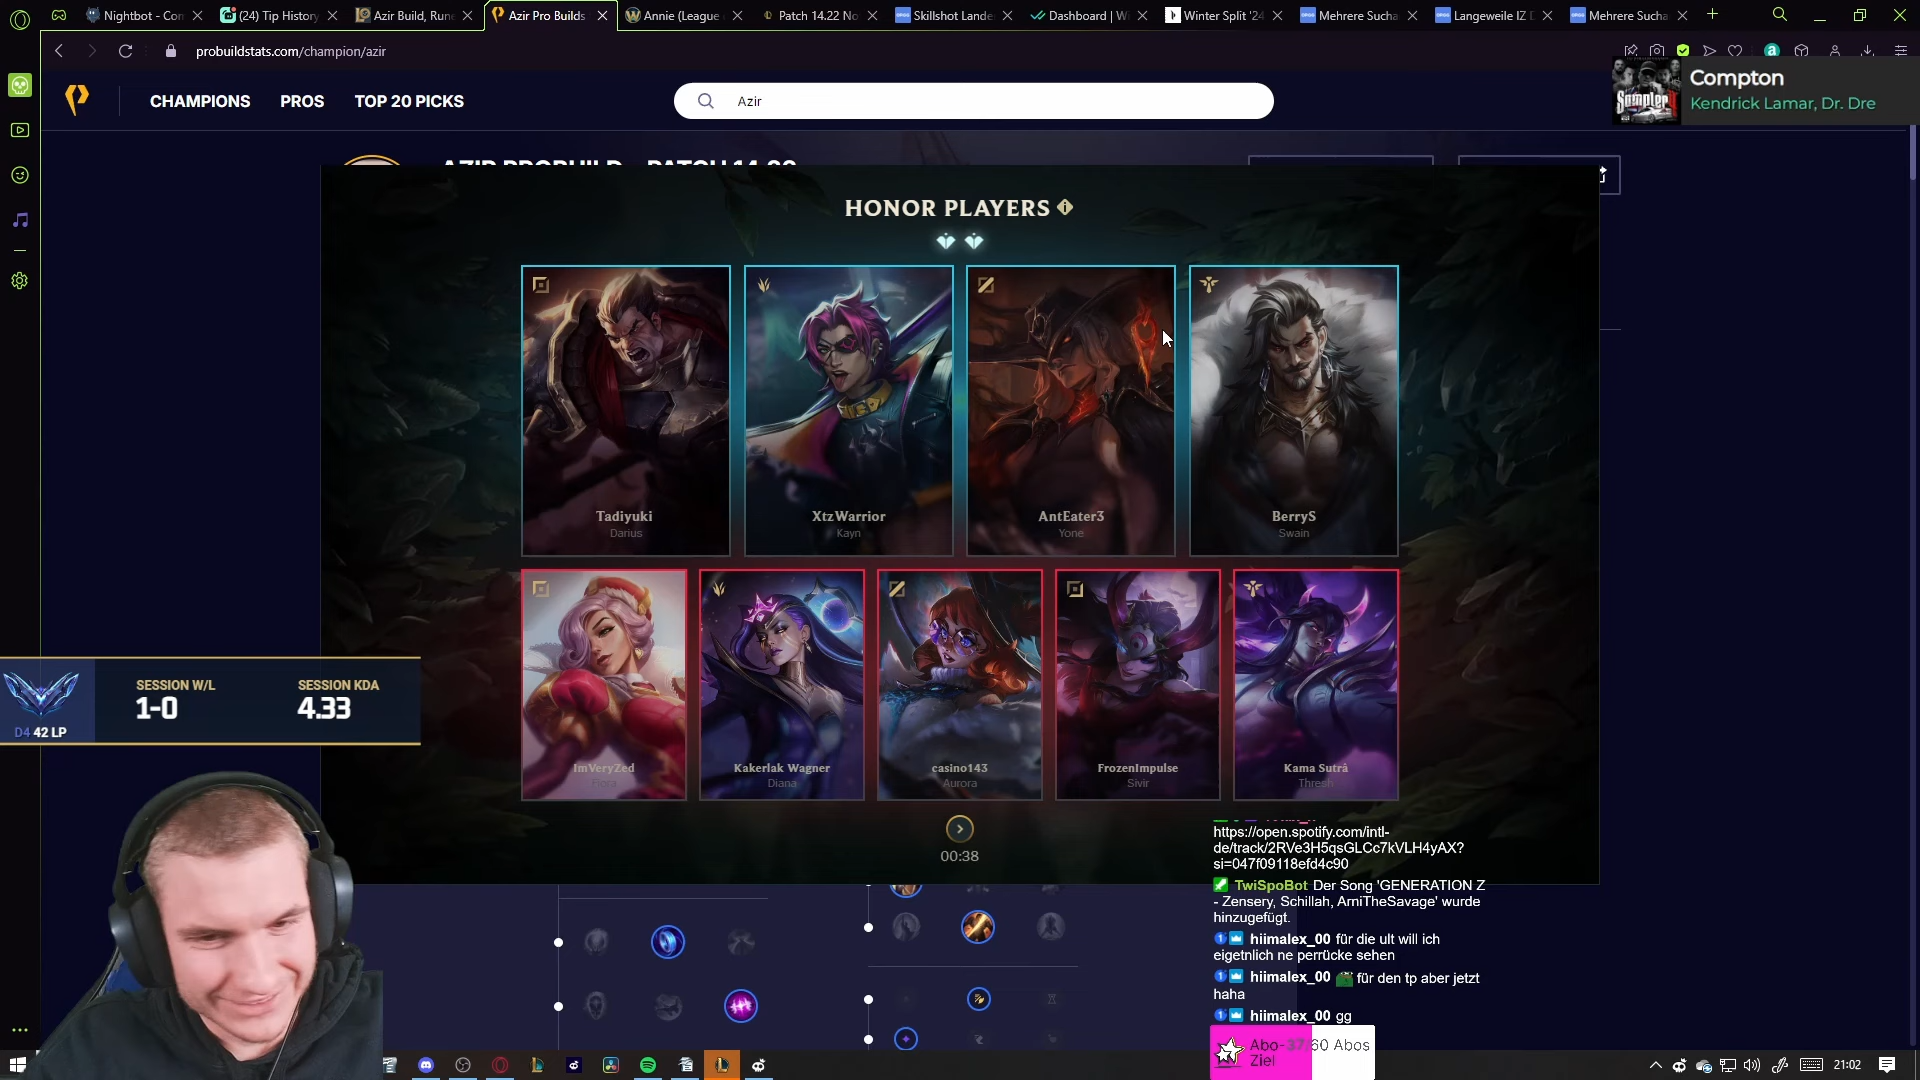 Nightbot - Con
(24) Tip History
Azir Build, Rune
Azir Pro Builds
Annie (League
Patch 14.22 No
Skillshot Lande
Dashboard | Wi
Winter Split '24
Mehrere Sucha
Langeweile IZ D
Mehrere Sucha
probuildstats.com/champion/azir
Compton
Kendrick Lamar, Dr. Dre
CHAMPIONS
PROS
TOP 20 PICKS
Azir
HONOR PLAYERS
Tadiyuki
Darius
XtzWarrior
Kayn
AntEater3
Yone
BerryS
Swain
SESSION W/L
1-0
SESSION KDA
4.33
D4 42 LP
ImVeryZed
Fiora
Kakerlak Wagner
Diana
casino143
Aurora
FrozenImpulse
Sivir
Kama Sutrâ
Thresh
00:38
https://open.spotify.com/intl-
de/track/2RVe3H5qsGLCc7kVLH4yAX?
si=047f09118efd4c90
TwiSpoBot Der Song 'GENERATION Z
- Zensery, Schillah, ArniTheSavage' wurde
hinzugefügt.
hiimalex_00 für die ult will ich
eigetnlich ne perrücke sehen
hiimalex_00 für den tp aber jetzt
haha
hiimalex_00 gg
Abo-
Ziel
37/60 Abos
21:02